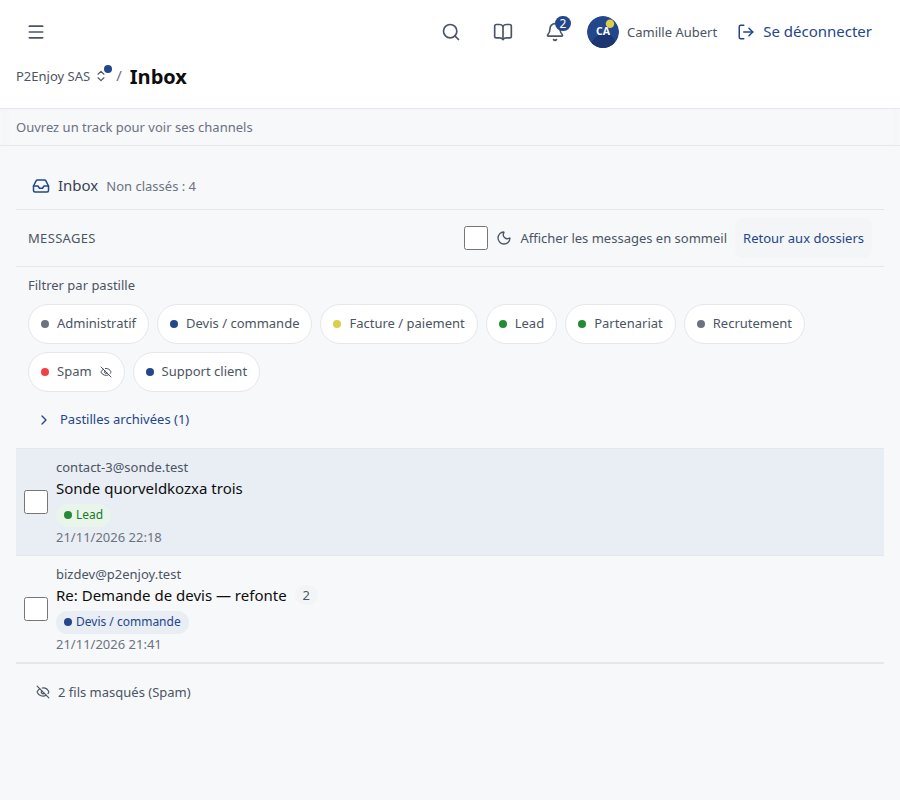 2
CA
Camille Aubert
Se déconnecter
P2Enjoy SAS / Inbox
Ouvrez un track pour voir ses channels
Inbox Non classés : 4
MESSAGES
Afficher les messages en sommeil
Retour aux dossiers
Filtrer par pastille
Administratif
Devis / commande
Facture / paiement
Lead
Partenariat
Recrutement
Spam
Support client
Pastilles archivées (1)
contact-3@sonde.test
Sonde quorveldkozxa trois
Lead
21/11/2026 22:18
bizdev@p2enjoy.test
Re: Demande de devis — refonte 2
Devis / commande
21/11/2026 21:41
2 fils masqués (Spam)